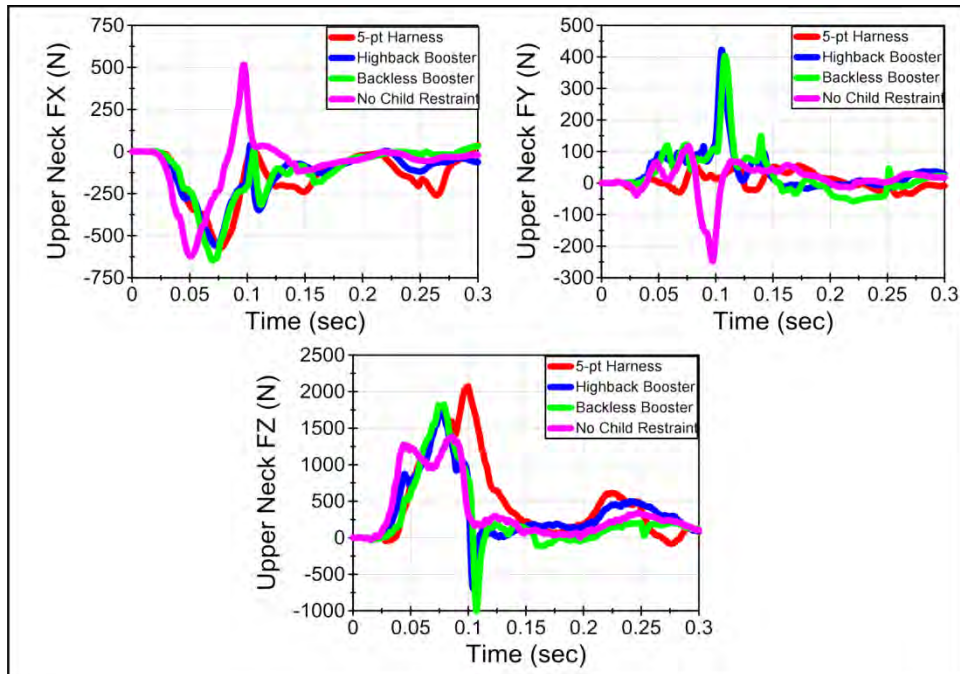 Upper Neck FX (N)
750
500
250
0
-250
-500
-750
0
0.05
0.1
0.15
0.2
0.25
0.3
Time (sec)
5-pt Harness
Highback Booster
Backless Booster
No Child Restraint
Upper Neck FY (N)
500
400
300
200
100
0
-100
-200
-300
0
0.05
0.1
0.15
0.2
0.25
0.3
Time (sec)
5-pt Harness
Highback Booster
Backless Booster
No Child Restraint
Upper Neck FZ (N)
2500
2000
1500
1000
500
0
-500
-1000
0
0.05
0.1
0.15
0.2
0.25
0.3
Time (sec)
5-pt Harness
Highback Booster
Backless Booster
No Child Restraint